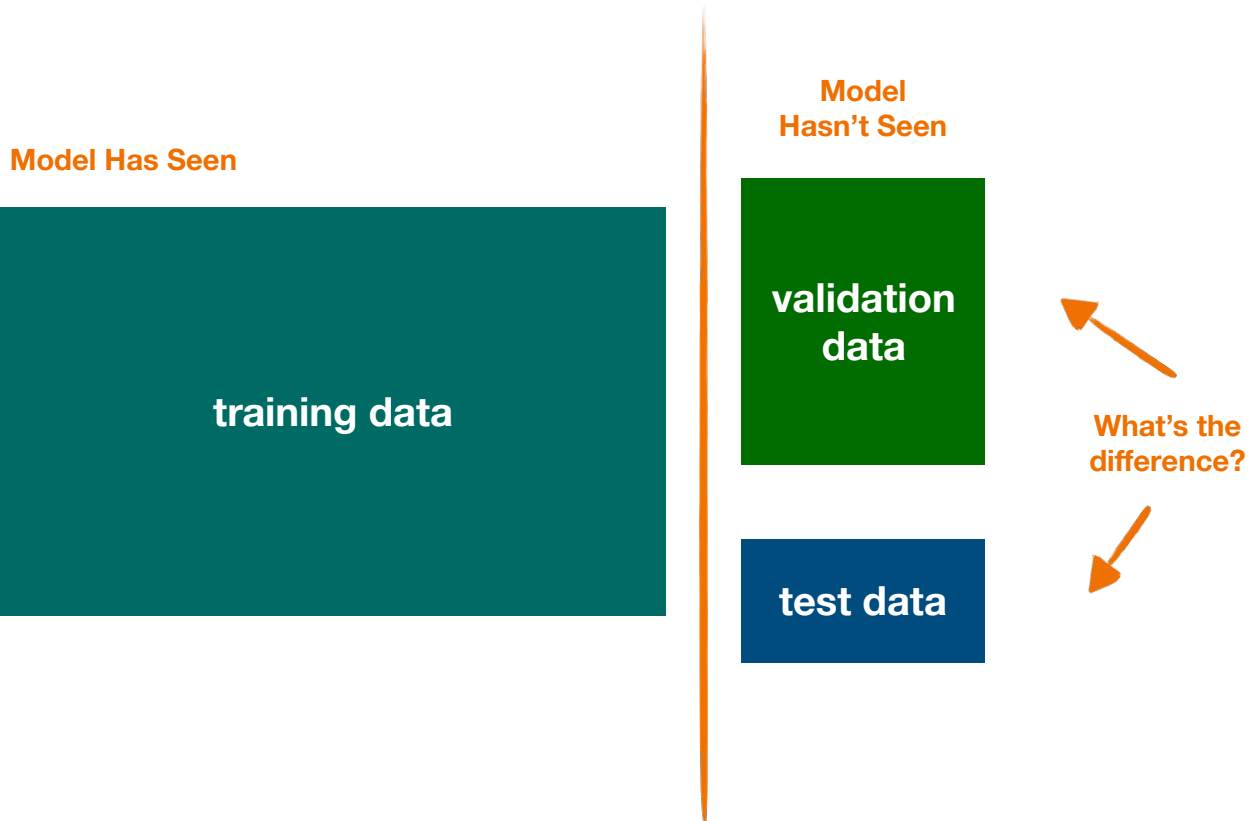 Model Has Seen
training data
Model
Hasn’t Seen
validation
data
test data
What’s the
difference?